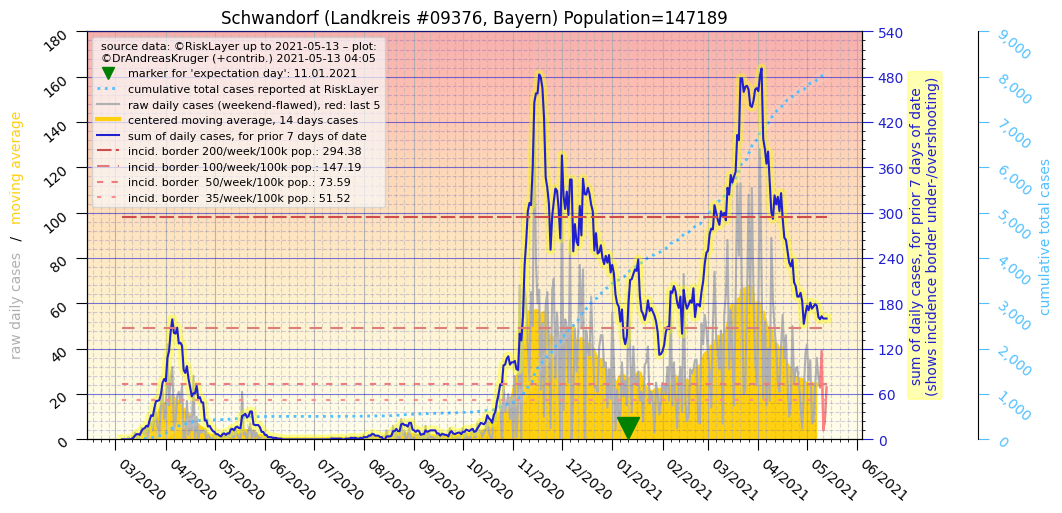 Schwandorf (Landkreis #09376, Bayern) Population=147189
source data: ©RiskLayer up to 2021-05-13 – plot:
©DrAndreasKruger (+contrib.) 2021-05-13 04:05
marker for 'expectation day': 11.01.2021
cumulative total cases reported at RiskLayer
raw daily cases (weekend-flawed), red: last 5
centered moving average, 14 days cases
sum of daily cases, for prior 7 days of date
incid. border 200/week/100k pop.: 294.38
incid. border 100/week/100k pop.: 147.19
incid. border  50/week/100k pop.: 73.59
incid. border  35/week/100k pop.: 51.52
raw daily cases  /  moving average
180
160
140
120
100
80
60
40
20
0
03/2020
04/2020
05/2020
06/2020
07/2020
08/2020
09/2020
10/2020
11/2020
12/2020
01/2021
02/2021
03/2021
04/2021
05/2021
06/2021
540
480
420
360
300
240
180
120
60
0
sum of daily cases, for prior 7 days of date
(shows incidence border under-/overshooting)
9,000
8,000
7,000
6,000
5,000
4,000
3,000
2,000
1,000
0
cumulative total cases